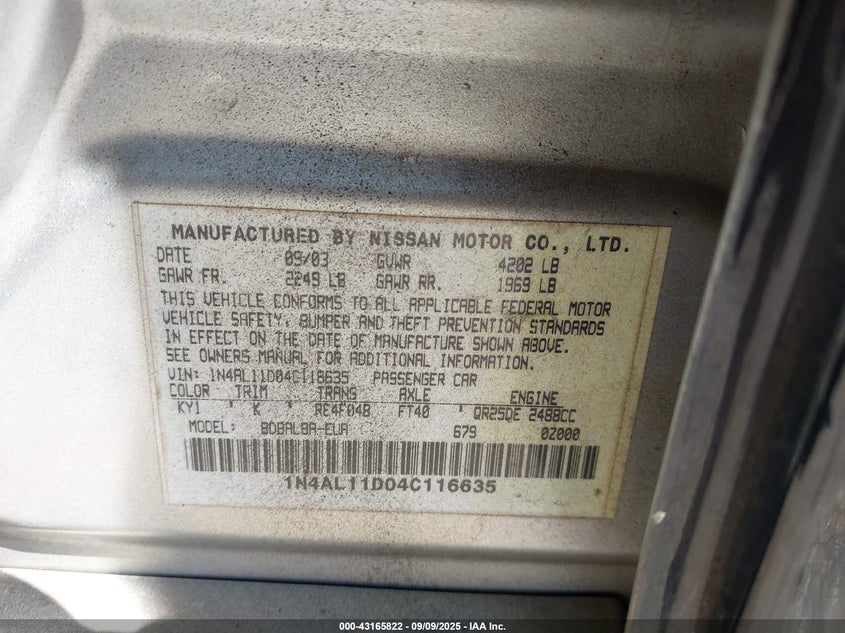 MANUFACTURED BY NISSAN MOTOR CO., LTD.
DATE 09/03 GVWR 4202 LB
GAWR FR. 2249 LB GAWR RR. 1969 LB
THIS VEHICLE CONFORMS TO ALL APPLICABLE FEDERAL MOTOR
VEHICLE SAFETY, BUMPER AND THEFT PREVENTION STANDARDS
IN EFFECT ON THE DATE OF MANUFACTURE SHOWN ABOVE.
SEE OWNERS MANUAL FOR ADDITIONAL INFORMATION.
VIN: 1N4AL11D04C116635 PASSENGER CAR
COLOR TRIM TRANS AXLE ENGINE
KY1 ' K ' RE4F04B FT40 ' QR25DE 2488CC
MODEL: 679 0Z000
1N4AL11D04C116635
000-43165822 - 09/09/2025 - IAA Inc.